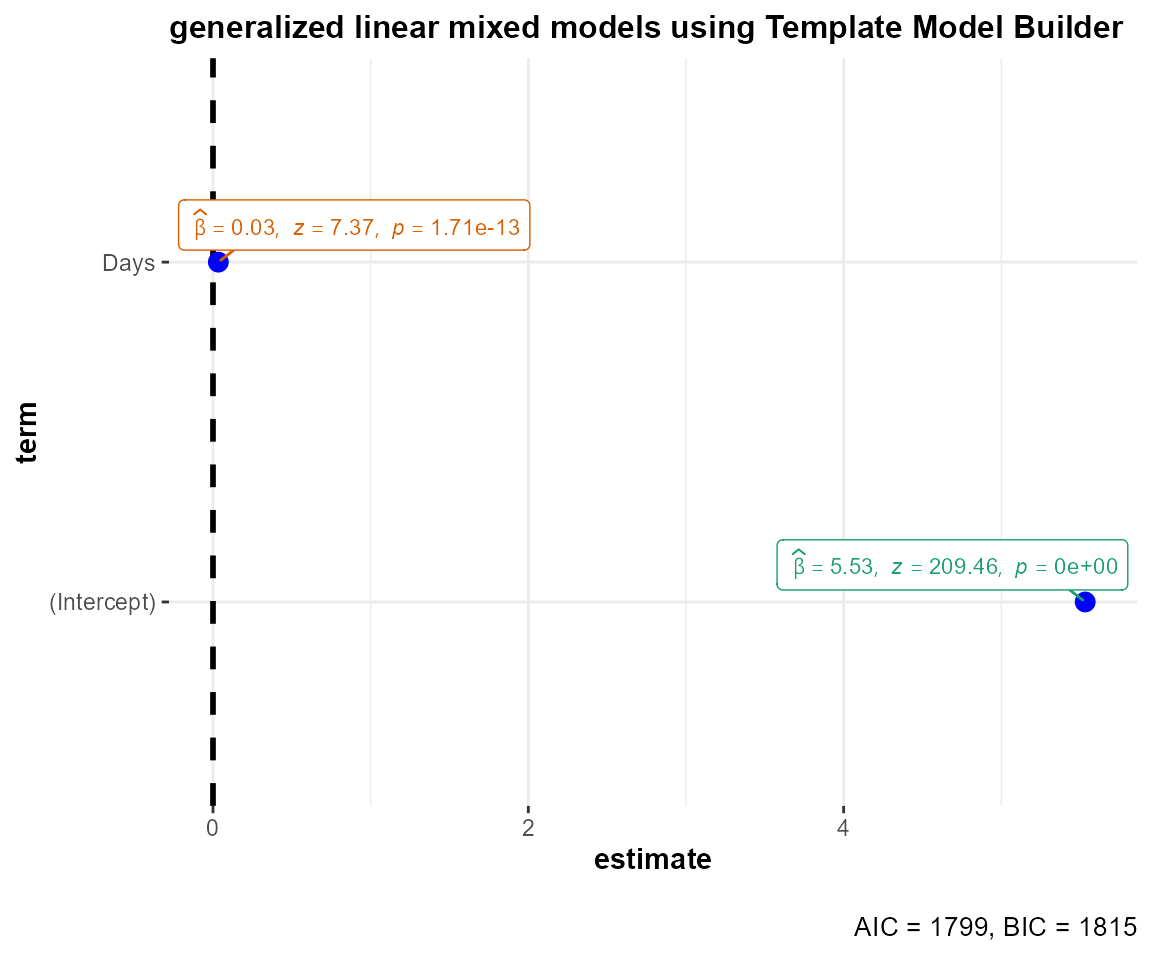 generalized linear mixed models using Template Model Builder
β̂ = 0.03, z = 7.37, p = 1.71e-13
Days
term
β̂ = 5.53, z = 209.46, p = 0e+00
(Intercept)
0 2 4
estimate
AIC = 1799, BIC = 1815